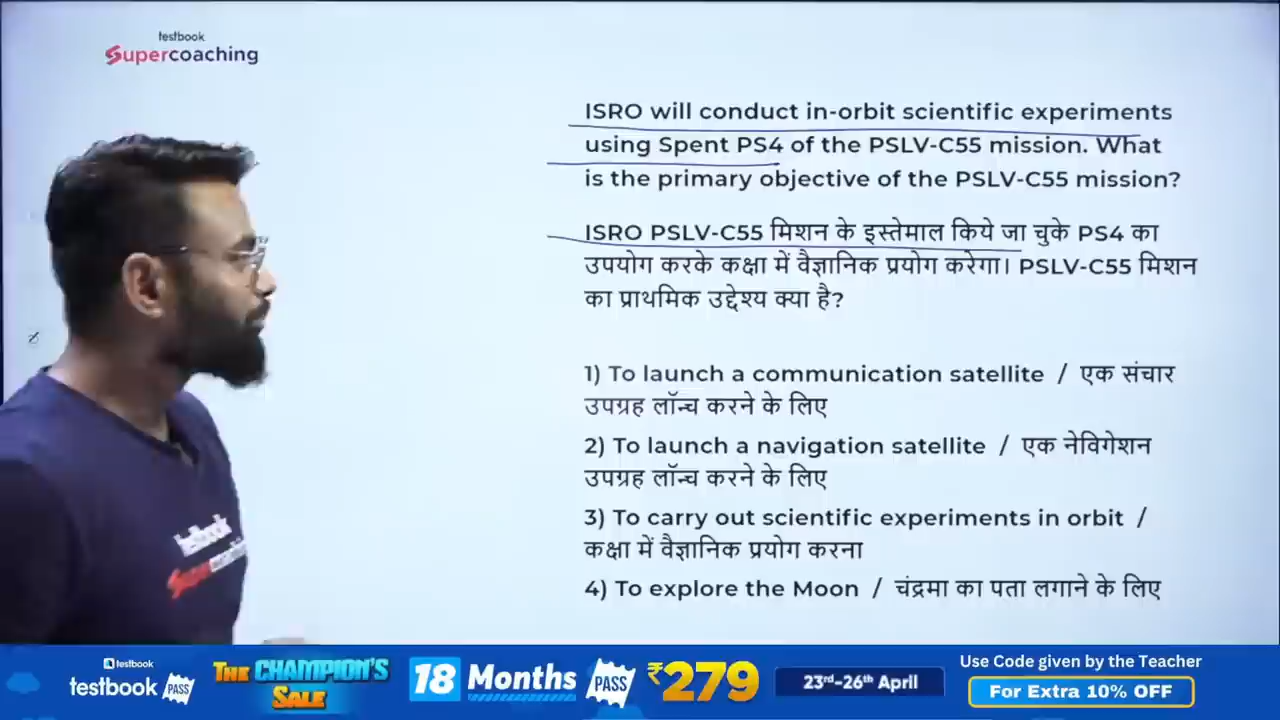 testbook
Supercoaching
ISRO will conduct in-orbit scientific experiments
using Spent PS4 of the PSLV-C55 mission. What
is the primary objective of the PSLV-C55 mission?
ISRO PSLV-C55 मिशन के इस्तेमाल किये जा चुके PS4 का
उपयोग करके कक्षा में वैज्ञानिक प्रयोग करेगा। PSLV-C55 मिशन
का प्राथमिक उद्देश्य क्या है?
1) To launch a communication satellite / एक संचार
उपग्रह लॉन्च करने के लिए
2) To launch a navigation satellite / एक नेविगेशन
उपग्रह लॉन्च करने के लिए
3) To carry out scientific experiments in orbit /
कक्षा में वैज्ञानिक प्रयोग करना
4) To explore the Moon / चंद्रमा का पता लगाने के लिए
testbook
Super
testbook
testbook PASS
THE CHAMPION'S
SALE
18 Months PASS ₹279
23rd-26th April
Use Code given by the Teacher
For Extra 10% OFF